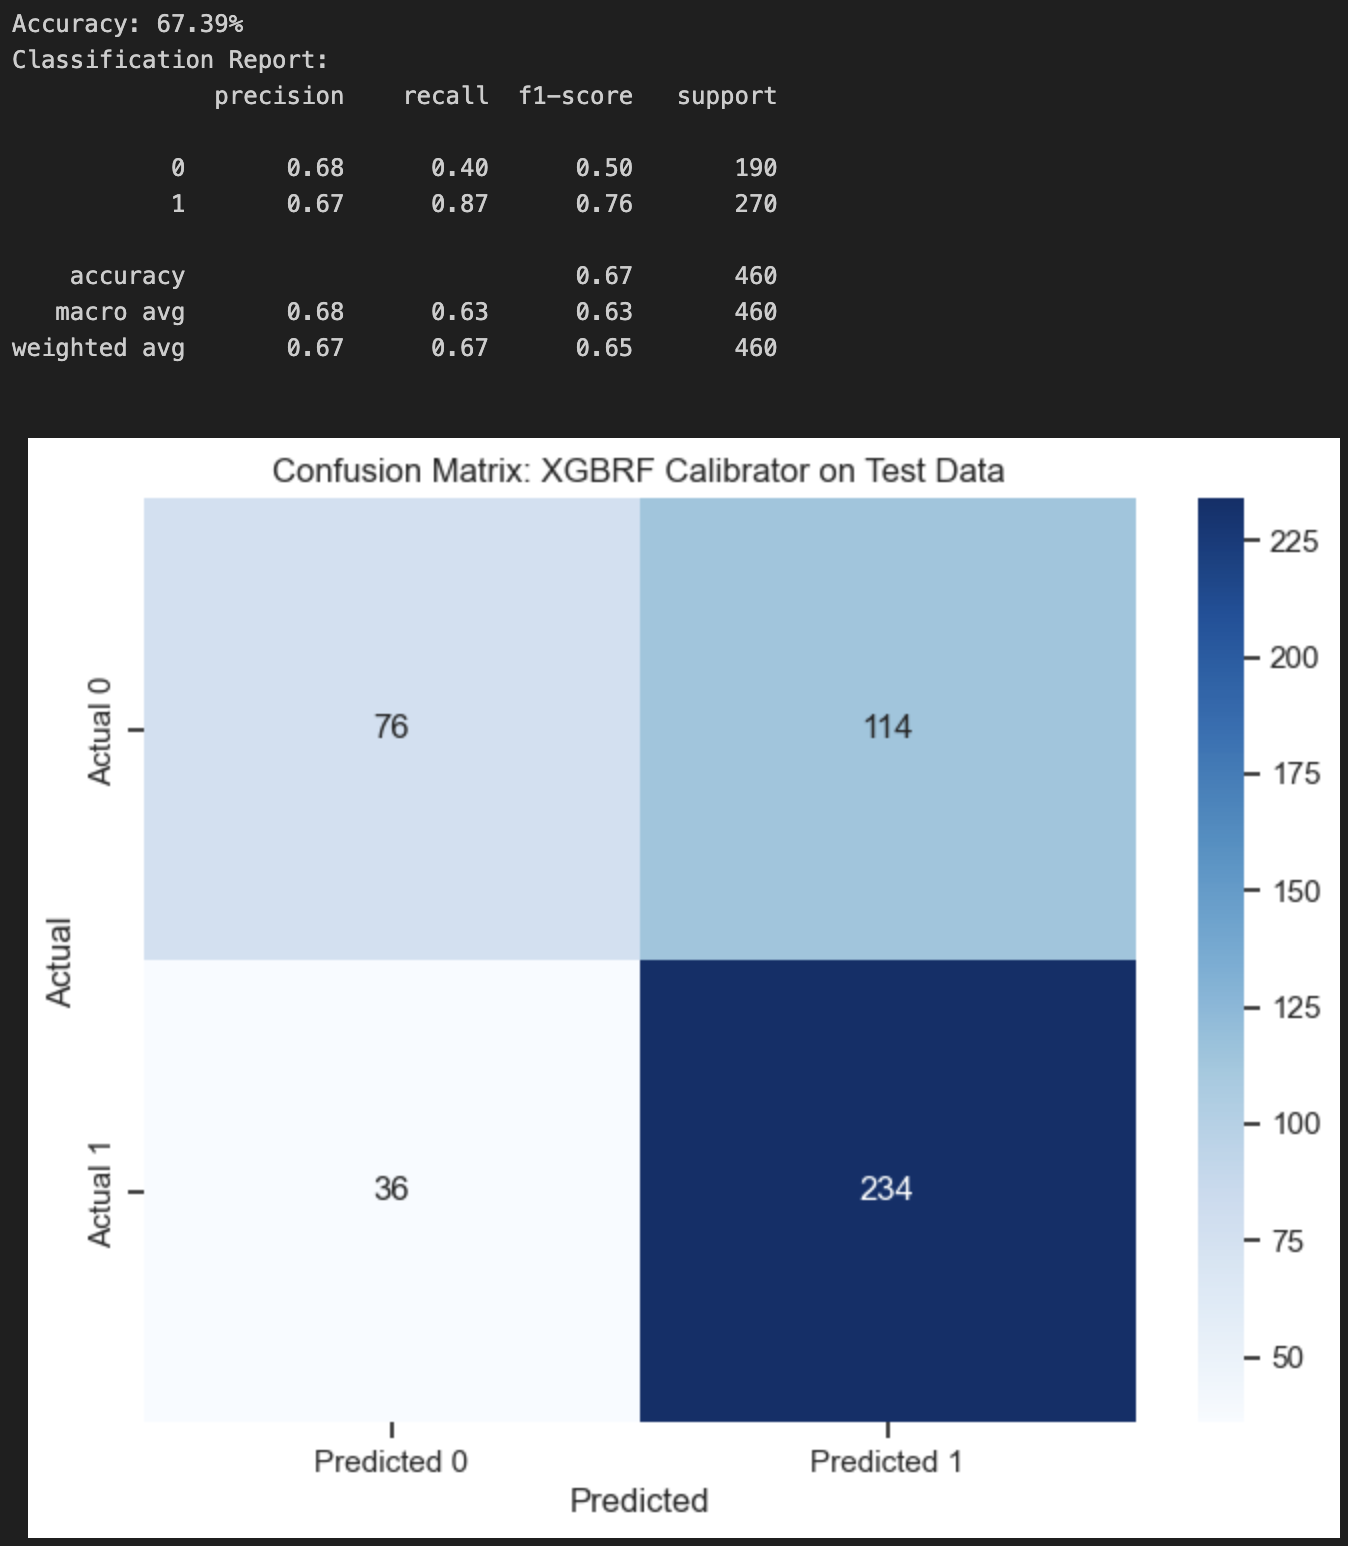 Accuracy: 67.39%
Classification Report:
precision recall f1-score support
0 0.68 0.40 0.50 190
1 0.67 0.87 0.76 270
accuracy 0.67 460
macro avg 0.68 0.63 0.63 460
weighted avg 0.67 0.67 0.65 460
Confusion Matrix: XGBRF Calibrator on Test Data
225
200
175
150
125
100
75
50
Actual
Actual 0
76 114
Actual 1
36 234
Predicted 0 Predicted 1
Predicted